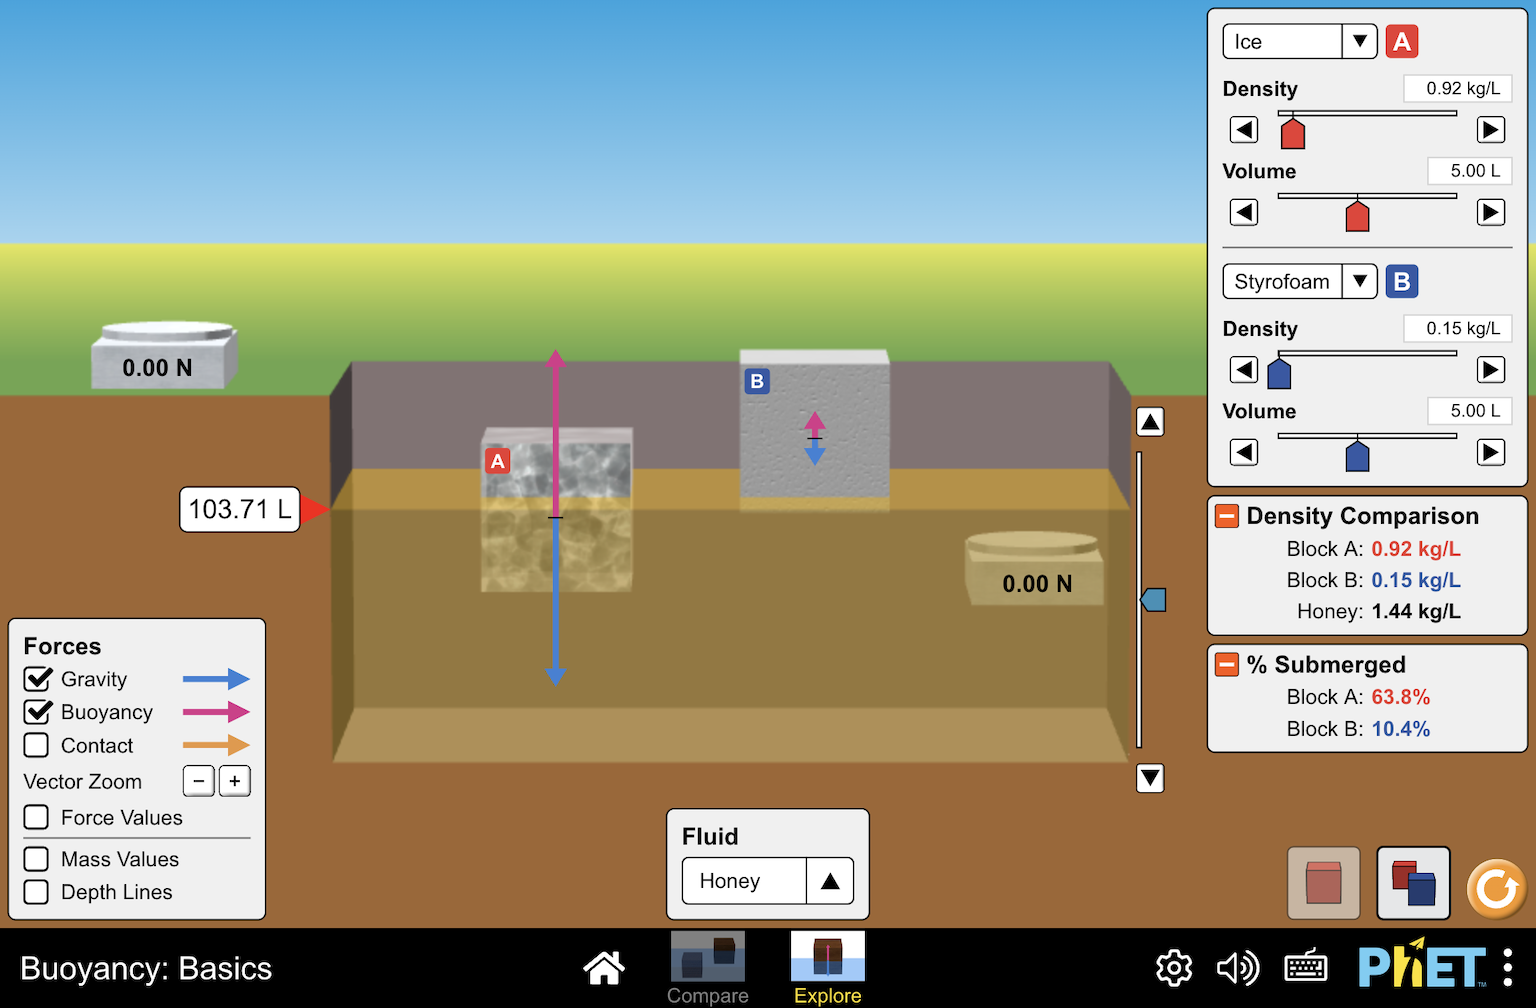 Ice A
Density 0.92 kg/L
Volume 5.00 L
Styrofoam B
Density 0.15 kg/L
Volume 5.00 L
Density Comparison
Block A: 0.92 kg/L
Block B: 0.15 kg/L
Honey: 1.44 kg/L
% Submerged
Block A: 63.8%
Block B: 10.4%
0.00 N
B
A
103.71 L
0.00 N
Forces
Gravity
Buoyancy
Contact
Vector Zoom − +
Force Values
Mass Values
Depth Lines
Fluid
Honey
Buoyancy: Basics
Compare
Explore
PhET™